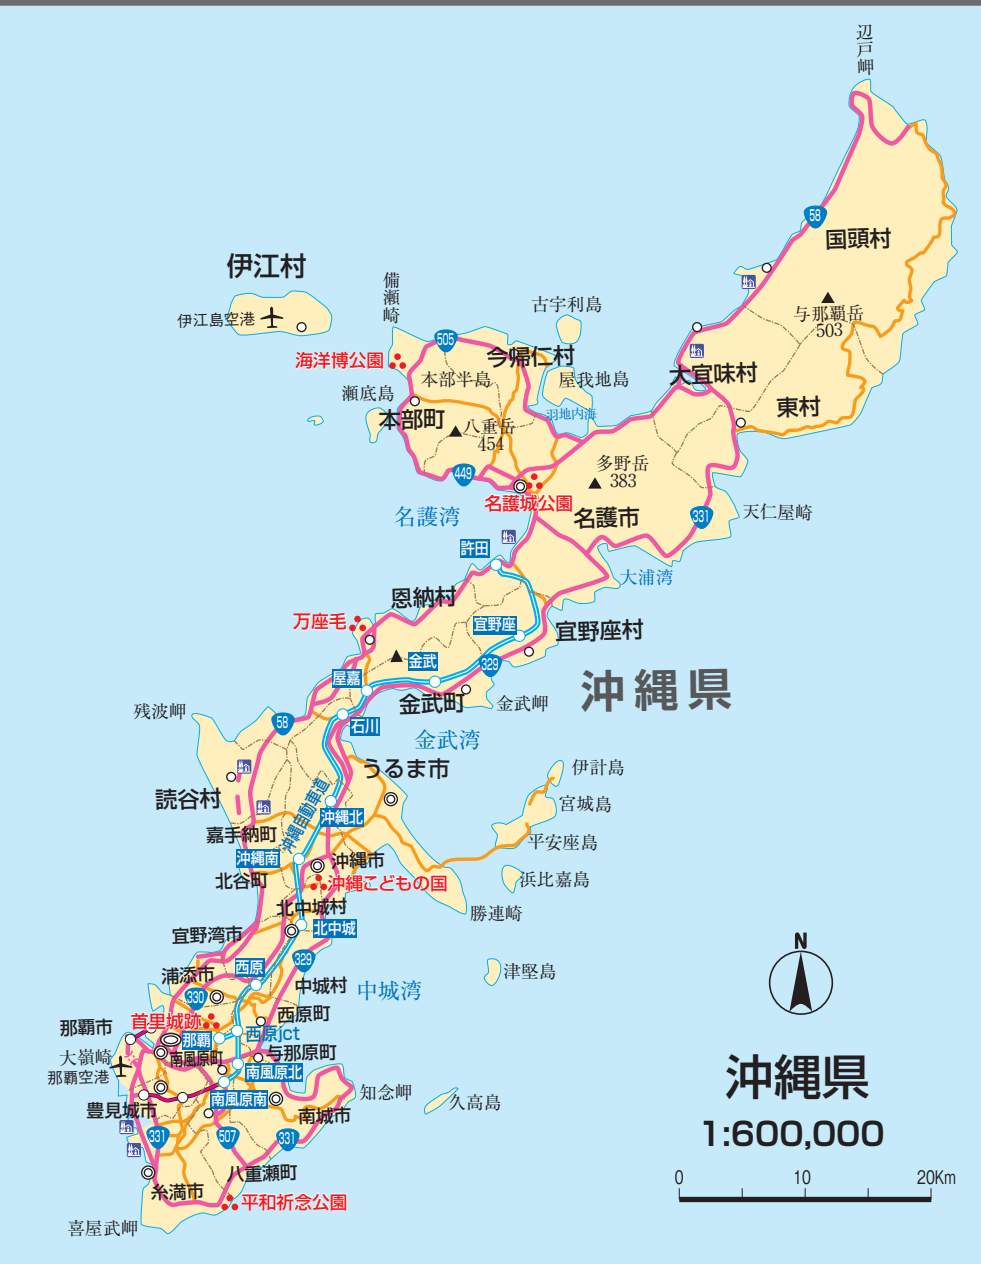 辺戸岬
58
国頭村
伊江村
備瀬崎
伊江島空港
古宇利島
与那覇岳
503
505
今帰仁村
海洋博公園
本部半島
屋我地島
大宜味村
瀬底島
本部町
八重岳
454
羽地内海
東村
449
多野岳
383
名護城公園
名護湾
名護市
331
天仁屋崎
許田
大浦湾
恩納村
万座毛
宜野座
宜野座村
金武
329
屋嘉
金武町
金武岬
沖縄県
残波岬
58
石川
金武湾
うるま市
伊計島
読谷村
沖縄自動車道
宮城島
沖縄北
嘉手納町
平安座島
沖縄南
沖縄市
北谷町
沖縄こどもの国
浜比嘉島
北中城村
勝連崎
北中城
宜野湾市
329
西原
津堅島
浦添市
中城村
中城湾
330
西原町
首里城跡
那覇市
那覇
西原jct
大嶺崎
南風原町
与那原町
那覇空港
南風原北
知念岬
南風原南
久高島
豊見城市
南城市
331
507
331
八重瀬町
糸満市
平和祈念公園
喜屋武岬
N
沖縄県
1:600,000
0 10 20Km